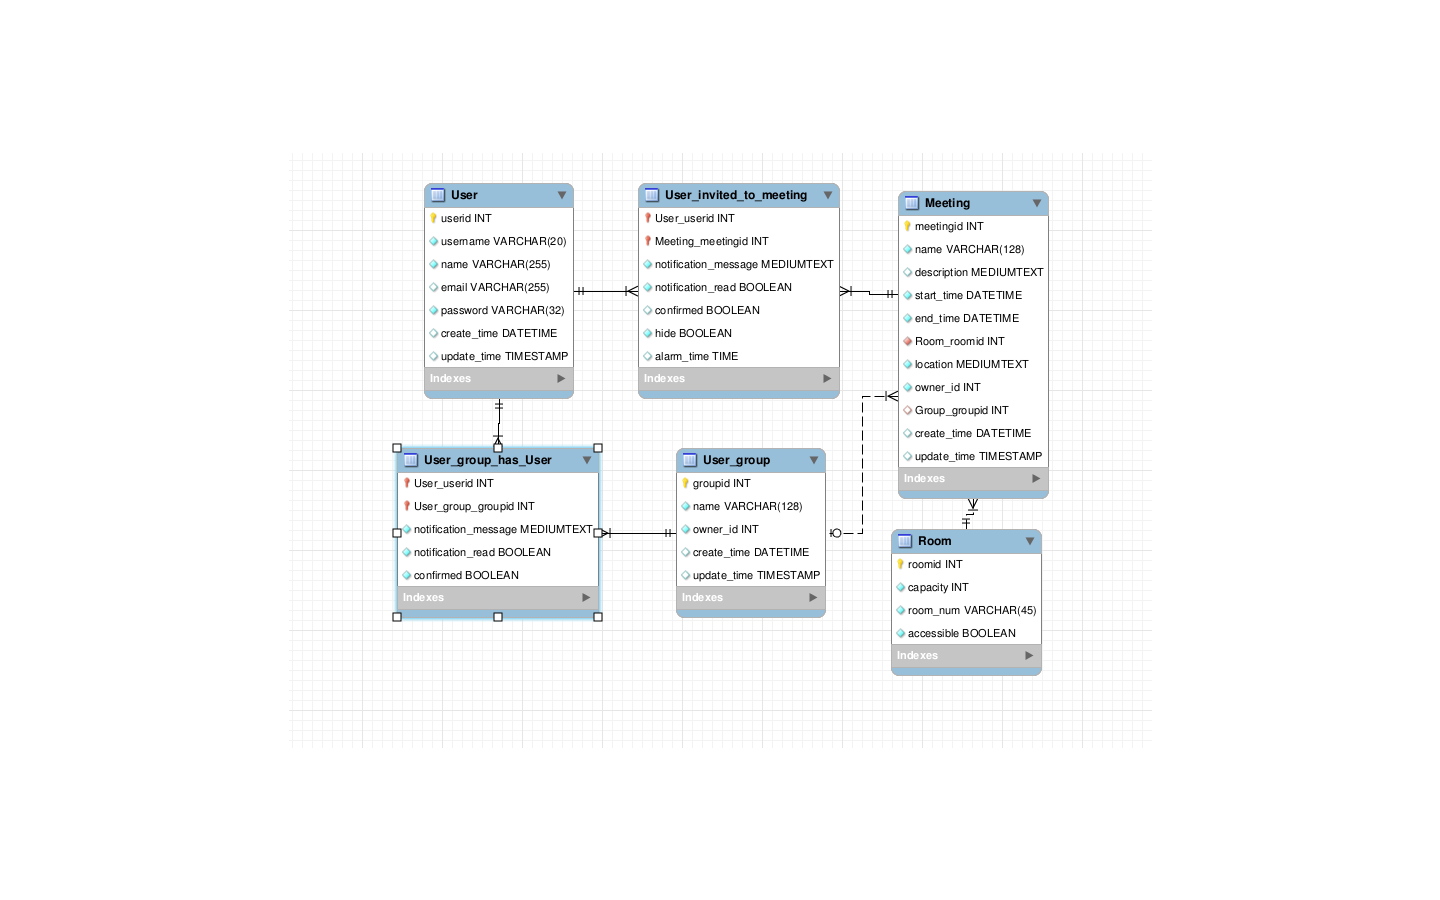 User
userid INT
username VARCHAR(20)
name VARCHAR(255)
email VARCHAR(255)
password VARCHAR(32)
create_time DATETIME
update_time TIMESTAMP
Indexes
User_invited_to_meeting
User_userid INT
Meeting_meetingid INT
notification_message MEDIUMTEXT
notification_read BOOLEAN
confirmed BOOLEAN
hide BOOLEAN
alarm_time TIME
Indexes
Meeting
meetingid INT
name VARCHAR(128)
description MEDIUMTEXT
start_time DATETIME
end_time DATETIME
Room_roomid INT
location MEDIUMTEXT
owner_id INT
Group_groupid INT
create_time DATETIME
update_time TIMESTAMP
Indexes
User_group_has_User
User_userid INT
User_group_groupid INT
notification_message MEDIUMTEXT
notification_read BOOLEAN
confirmed BOOLEAN
Indexes
User_group
groupid INT
name VARCHAR(128)
owner_id INT
create_time DATETIME
update_time TIMESTAMP
Indexes
Room
roomid INT
capacity INT
room_num VARCHAR(45)
accessible BOOLEAN
Indexes